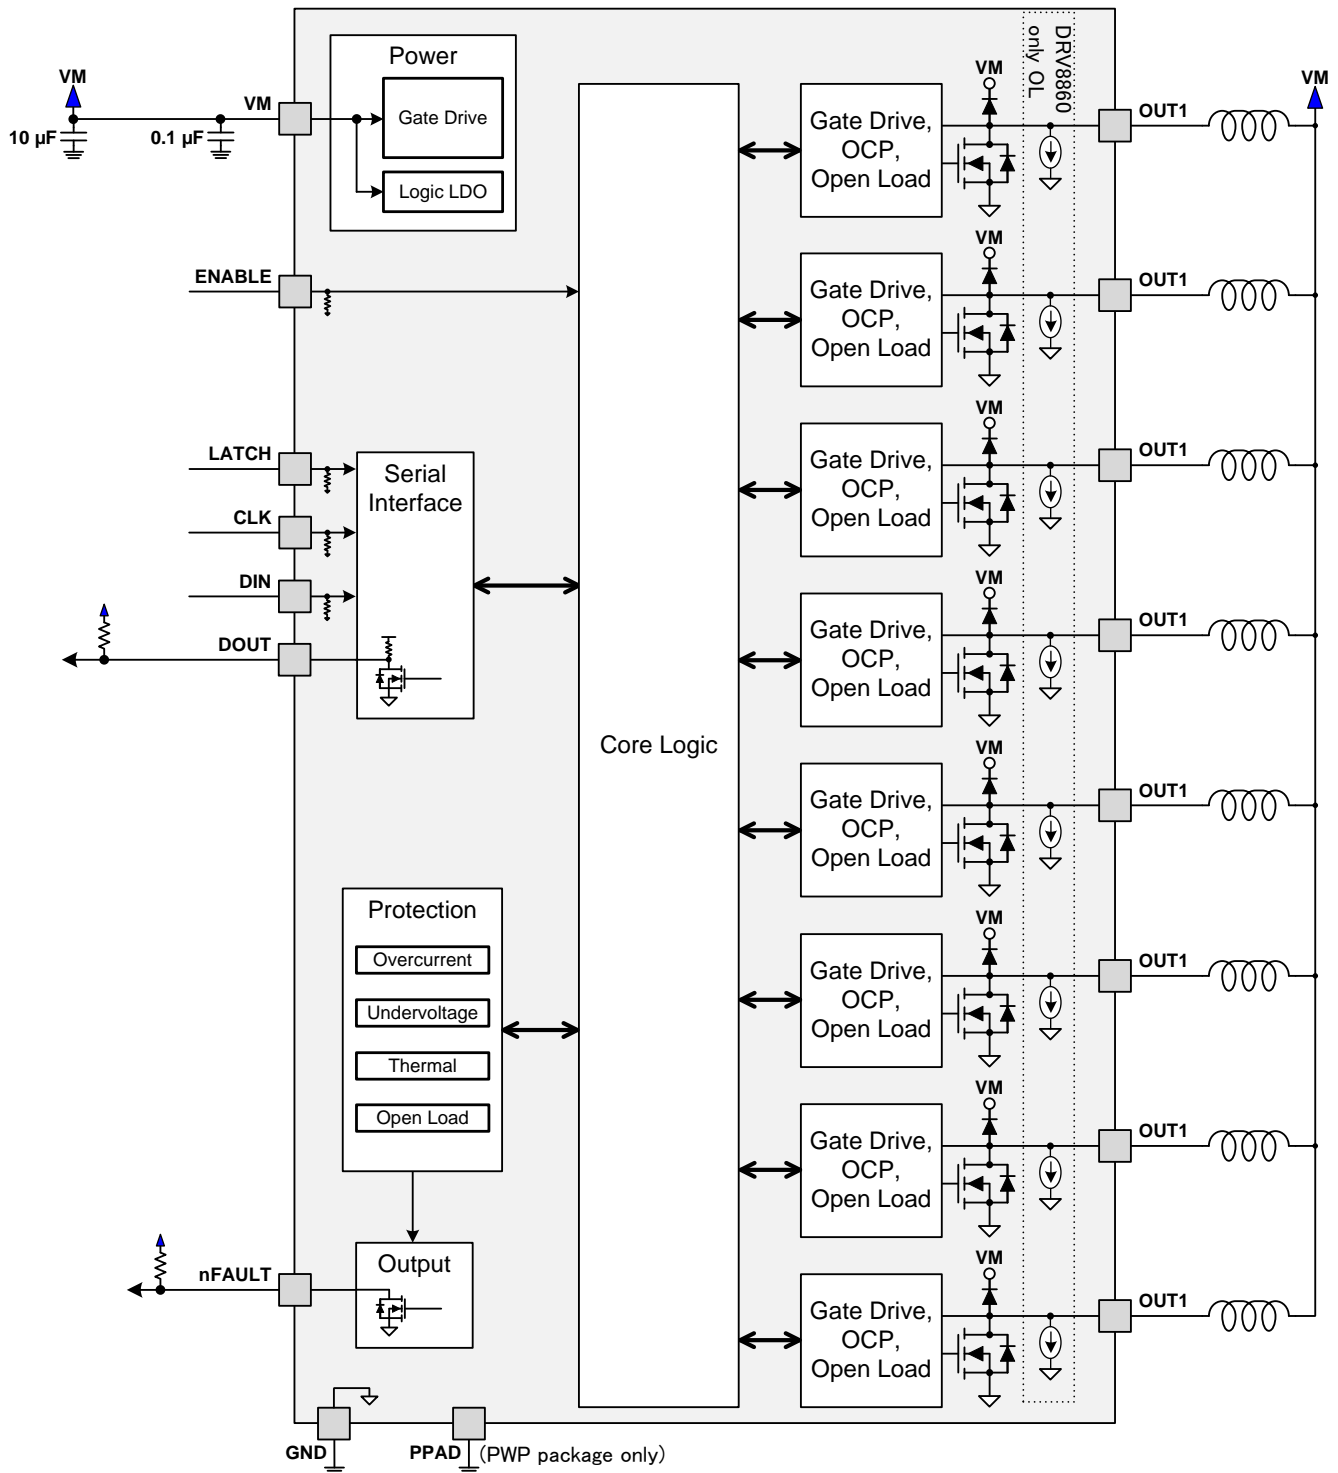 VM
10 µF
0.1 µF
VM
Power
Gate Drive
Logic LDO
ENABLE
LATCH
CLK
DIN
DOUT
Serial
Interface
Protection
Overcurrent
Undervoltage
Thermal
Open Load
nFAULT
Output
GND
PPAD (PWP package only)
Core Logic
DRV8860
only OL
Gate Drive,
OCP,
Open Load
VM
OUT1
Gate Drive,
OCP,
Open Load
VM
OUT1
Gate Drive,
OCP,
Open Load
VM
OUT1
Gate Drive,
OCP,
Open Load
VM
OUT1
Gate Drive,
OCP,
Open Load
VM
OUT1
Gate Drive,
OCP,
Open Load
VM
OUT1
Gate Drive,
OCP,
Open Load
VM
OUT1
Gate Drive,
OCP,
Open Load
VM
OUT1
VM